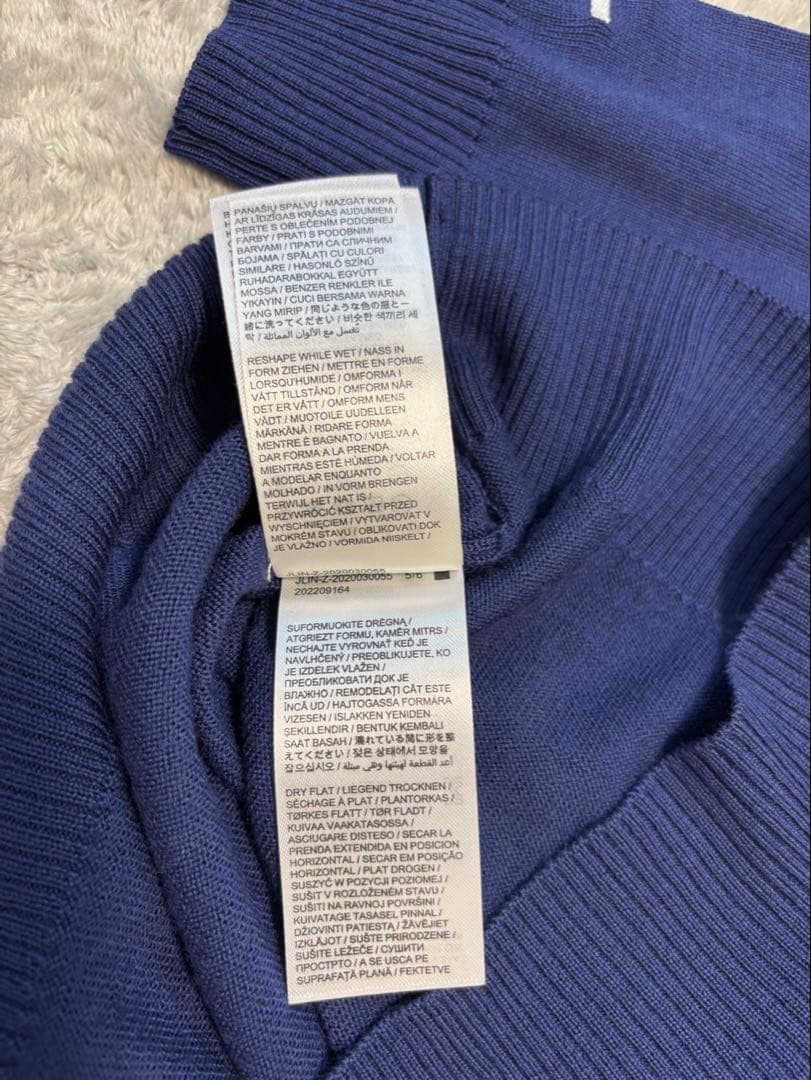 PANAŠIŲ SPALVŲ / MAZGĀT KOPĀ
AR LĪDZĪGAS KRĀSAS AUDUMIEM /
PERTE S OBLEČENÍM PODOBNEJ
FARBY / PRATI S PODOBNIMI
BARVAMI / ПРАТИ СА СЛИЧНИМ
БОЈАМА / SPĂLAȚI CU CULORI
SIMILARE / HASONLÓ SZÍNŰ
RUHADARABOKKAL EGYÜTT
MOSSA / BENZER RENKLER ILE
YIKAYIN / CUCI BERSAMA WARNA
YANG MIRIP / 同じような色の服と一
緒に洗ってください / 비슷한 색끼리 세
탁 / تغسل مع الألوان المماثلة
RESHAPE WHILE WET / NASS IN
FORM ZIEHEN / METTRE EN FORME
LORSQU'HUMIDE / OMFORMA I
VÅTT TILLSTÅND / OMFORM NÅR
DET ER VÅTT / OMFORM MENS
VÅDT / MUOTOILE UUDELLEEN
MÄRKÄNÄ / RIDARE FORMA
MENTRE È BAGNATO / VUELVA A
DAR FORMA A LA PRENDA
MIENTRAS ESTÉ HÚMEDA / VOLTAR
A MODELAR ENQUANTO
MOLHADO / IN VORM BRENGEN
TERWIJL HET NAT IS /
PRZYWRÓCIĆ KSZTAŁT PRZED
WYSCHNIĘCIEM / VYTVAROVAT V
MOKRÉM STAVU / OBLIKOVATI DOK
JE VLAŽNO / VORMIDA NIISKELT /
JLIN-Z-2020030055 5/6
202209164
SUFORMUOKITE DRĖGNĄ /
ATGRIEZT FORMU, KAMĒR MITRS /
NECHAJTE VYROVNAŤ KEĎ JE
NAVLHČENÝ / PREOBLIKUJETE, KO
JE IZDELEK VLAŽEN /
ПРЕОБЛИКОВАТИ ДОК ЈЕ
ВЛАЖНО / REMODELAȚI CÂT ESTE
ÎNCĂ UD / HAJTOGASSA FORMÁRA
VIZESEN / ISLAKKEN YENIDEN
ŞEKILLENDIR / BENTUK KEMBALI
SAAT BASAH / 濡れている間に形を整
えてください / 젖은 상태에서 모양을
잡으십시오 / أعد القطعة لهيئتها وهي مبتلة
DRY FLAT / LIEGEND TROCKNEN /
SÉCHAGE À PLAT / PLANTORKAS /
TØRKES FLATT / TØR FLADT /
KUIVAA VAAKATASOSSA /
ASCIUGARE DISTESO / SECAR LA
PRENDA EXTENDIDA EN POSICION
HORIZONTAL / SECAR EM POSIÇÃO
HORIZONTAL / PLAT DROGEN /
SUSZYĆ W POZYCJI POZIOMEJ /
SUŠIT V ROZLOŽENÉM STAVU /
SUŠITI NA RAVNOJ POVRŠINI /
KUIVATAGE TASASEL PINNAL /
DŽIOVINTI PATIESTĄ / ŽĀVĒJIET
IZKLĀJOT / SUŠTE PRIRODZENE /
SUŠITE LEŽEČE / СУШИТИ
ПРОСТРТО / A SE USCA PE
SUPRAFAȚĂ PLANĂ / FEKTETVE